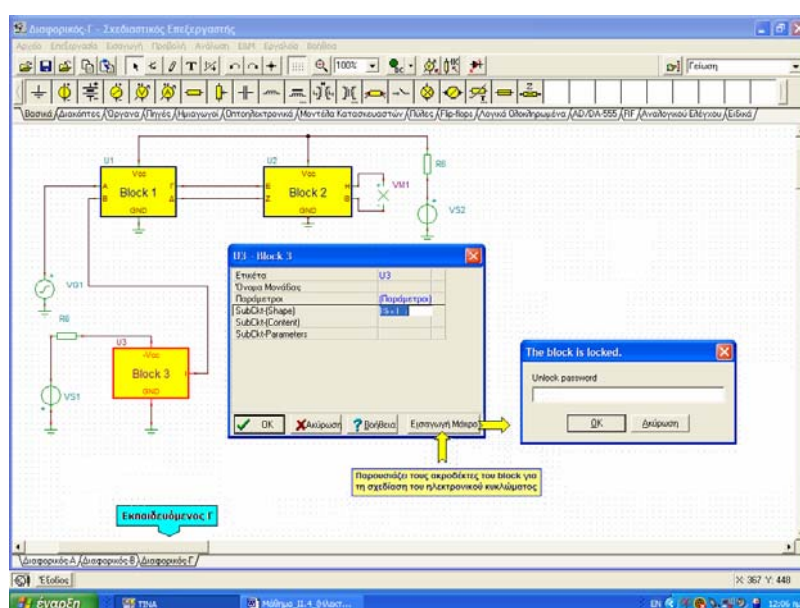 Διαφορικός-Γ - Σχεδιαστικός Επεξεργαστής
Αρχείο Επεξεργασία Εισαγωγή Προβολή Ανάλυση Ε&Μ Εργαλεία Βοήθεια
100%
Γείωση
Βασικά Διακόπτες Όργανα Πηγές Ημιαγωγοί Οπτοηλεκτρονικά Μοντέλα Κατασκευαστών Πύλες Flip-flops Λογικά Ολοκληρωμένα AD/DA-555 RF Αναλογικού Ελέγχου Ειδικά
U1
U2
Vcc
Vcc
R6
A
Γ
E
H
VM1
Block 1
Block 2
B
Δ
Z
Θ
GND
GND
VS2
U3 - Block 3
Ετικέτα
U3
Όνομα Μονάδας
Παράμετροι
(Παράμετροι)
SubCkt-(Shape)
SubCkt-(Content)
SubCkt-Parameters
VG1
R6
U3
-Vcc
Block 3
I
GND
VS1
The block is locked.
Unlock password
OK
Ακύρωση
OK
Ακύρωση
Βοήθεια
Εισαγωγή Μάκρο
Παρουσιάζει τους ακροδέκτες του block για
τη σχεδίαση του ηλεκτρονικού κυκλώματος
Εκπαιδευόμενος Γ
Διαφορικός-Α Διαφορικός-Β Διαφορικός-Γ
Έξοδος
X: 367 Y: 448
έναρξη
TINA
EN